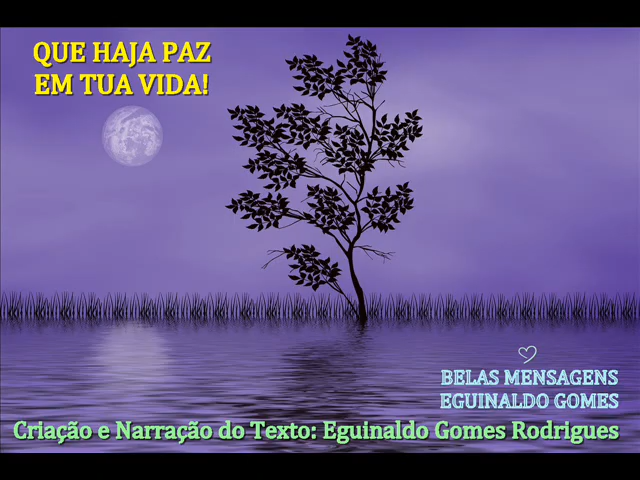 QUE HAJA PAZ
EM TUA VIDA!
BELAS MENSAGENS
EGUINALDO GOMES
Criação e Narração do Texto: Eguinaldo Gomes Rodrigues